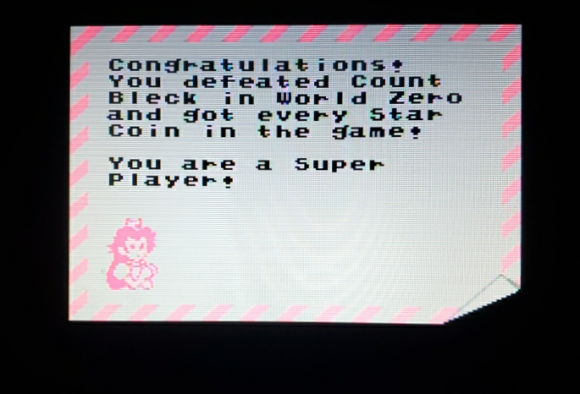 Congratulations!
You defeated Count
Bleck in World Zero
and got every Star
Coin in the game!
You are a Super
Player!